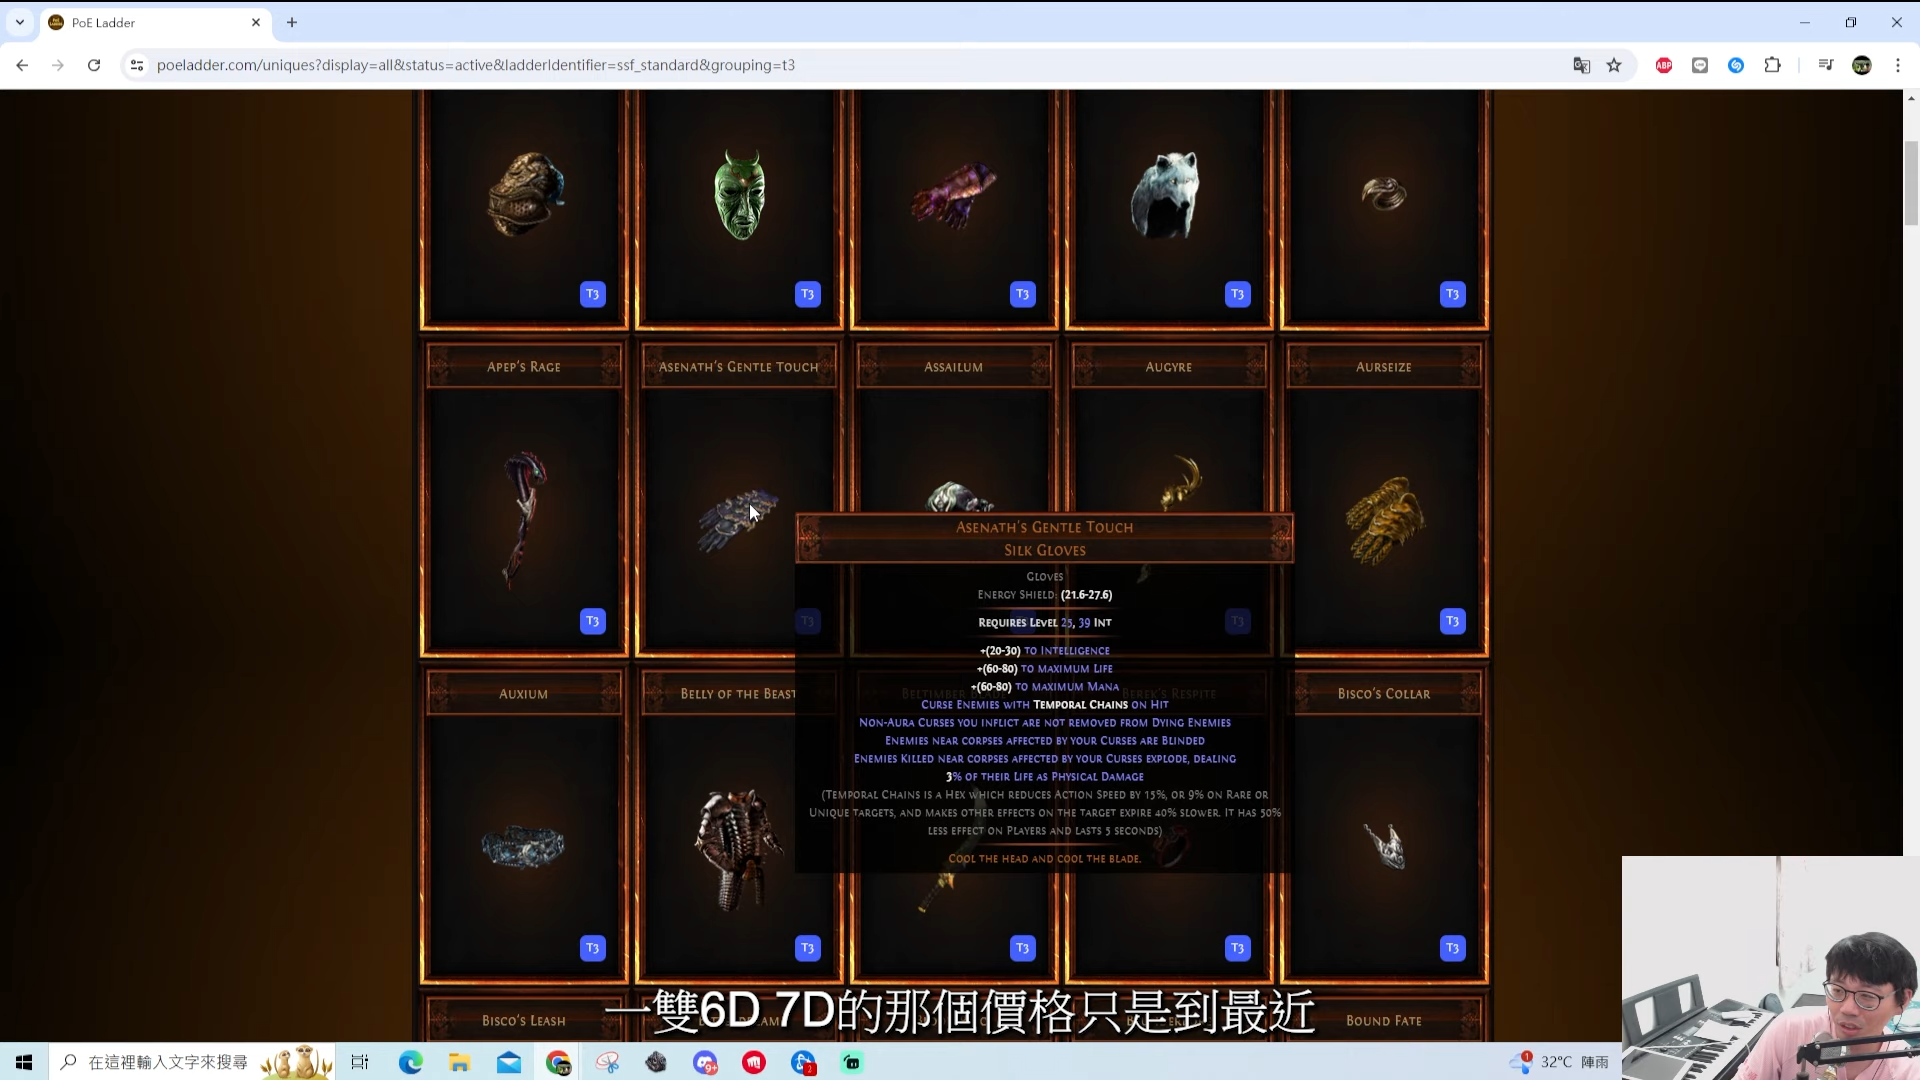 PoE Ladder
poeladder.com/uniques?display=all&status=active&ladderIdentifier=ssf_standard&grouping=t3
ABP
T3
T3
T3
T3
T3
Apep's Rage
Asenath's Gentle Touch
Assailum
Augyre
Aurseize
Asenath's Gentle Touch
Silk Gloves
Gloves
Energy Shield: (21.6-27.6)
Requires Level 25, 39 Int
+(20-30) to Intelligence
+(60-80) to maximum Life
+(60-80) to maximum Mana
Curse Enemies with Temporal Chains on Hit
Non-Aura Curses you inflict are not removed from Dying Enemies
Enemies near corpses affected by your Curses are Blinded
Enemies Killed near corpses affected by your Curses explode, dealing
3% of their Life as Physical Damage
(Temporal Chains is a Hex which reduces Action Speed by 15%, or 9% on Rare or
Unique targets, and makes other effects on the target expire 40% slower. It has 50%
less effect on Players and lasts 5 seconds)
Cool the head and cool the blade.
T3
T3
T3
T3
Auxium
Belly of the Beast
Berek's Respite
Bisco's Collar
T3
T3
T3
T3
T3
Bisco's Leash
Bound Fate
一雙6D 7D的那個價格只是到最近
在這裡輸入文字來搜尋
9+
2
1
32°C 陣雨